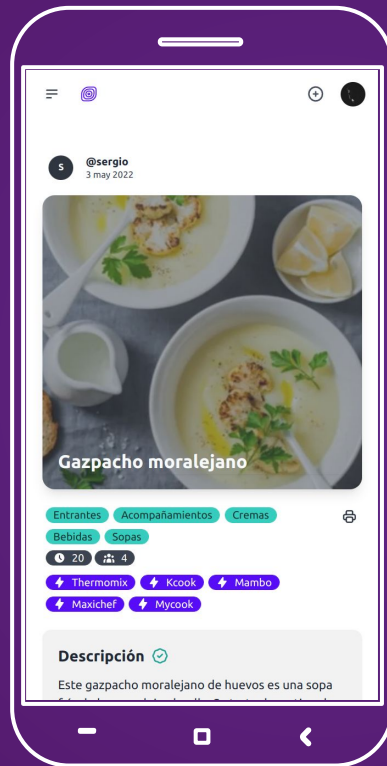 S
@sergio
3 may 2022
Gazpacho moralejano
Entrantes Acompañamientos Cremas
Bebidas Sopas
20 4
Thermomix Kcook Mambo
Maxichef Mycook
Descripción
Este gazpacho moralejano de huevos es una sopa